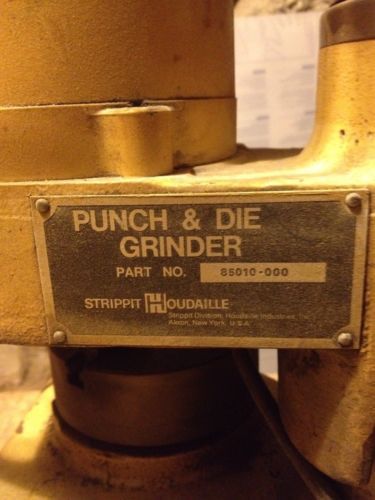 PUNCH & DIE
GRINDER
PART NO. 85010-000
STRIPPIT HOUDAILLE
Strippit Division, Houdaille Industries, Inc.
Akron, New York, U.S.A.